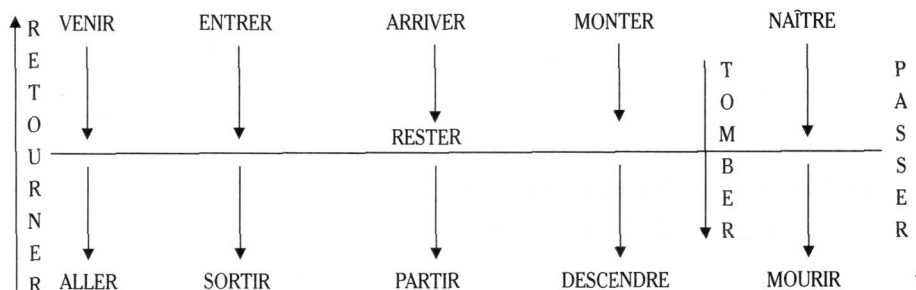 RETOURNER
VENIR
ENTRER
ARRIVER
MONTER
NAÎTRE
TOMBER
PASSER
RESTER
ALLER
SORTIR
PARTIR
DESCENDRE
MOURIR